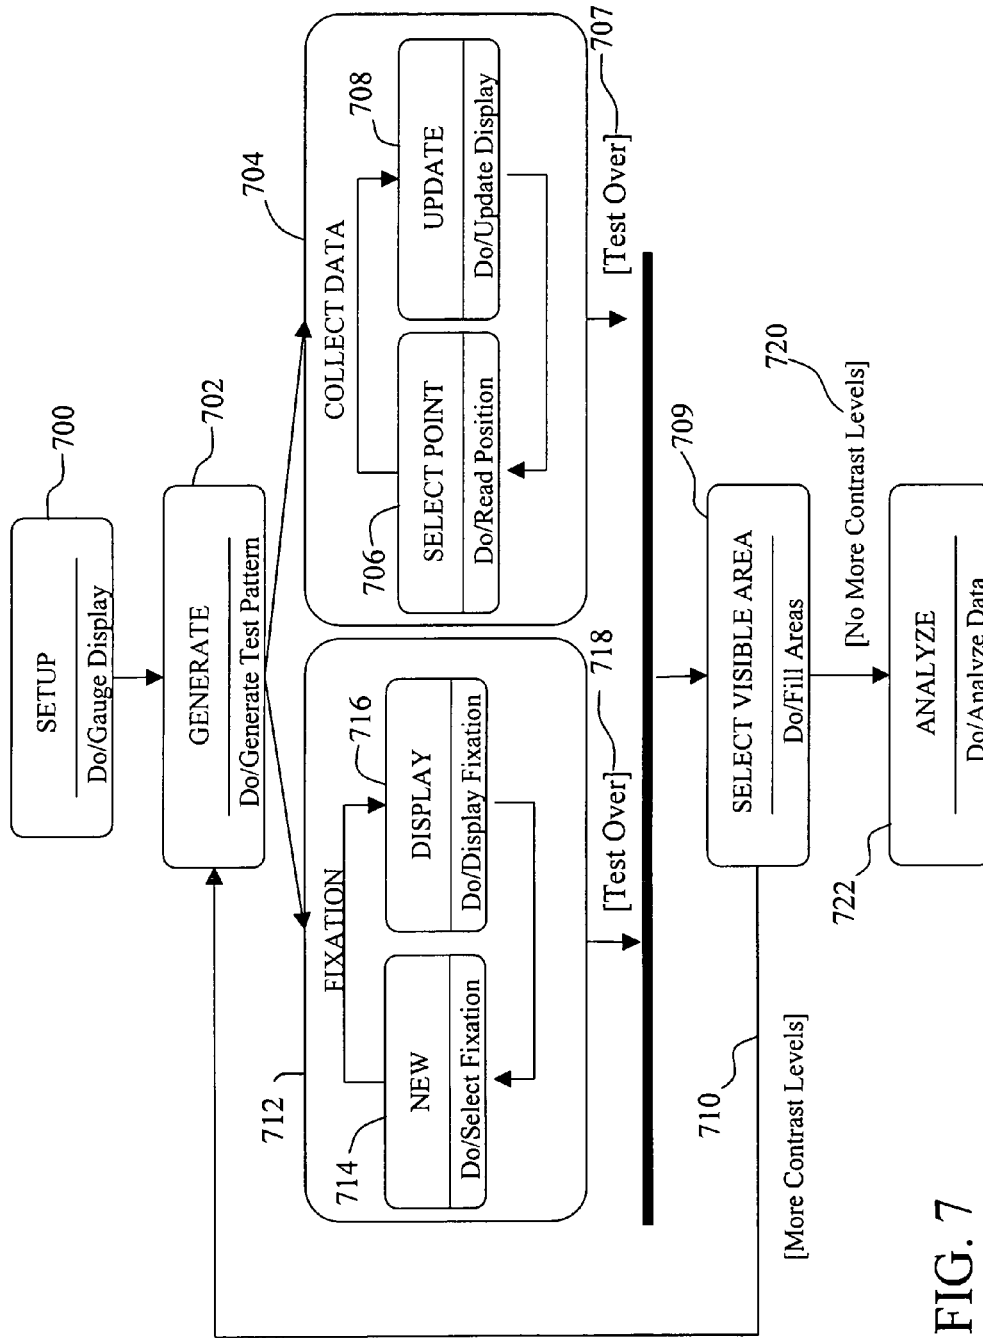 700
SETUP
Do/Gauge Display
702
GENERATE
Do/Generate Test Pattern
704
712
FIXATION
COLLECT DATA
714
NEW
Do/Select Fixation
716
DISPLAY
Do/Display Fixation
706
SELECT POINT
Do/Read Position
708
UPDATE
Do/Update Display
[Test Over]
718
[Test Over]
707
709
SELECT VISIBLE AREA
Do/Fill Areas
710
[More Contrast Levels]
720
[No More Contrast Levels]
722
ANALYZE
Do/Analyze Data
FIG. 7